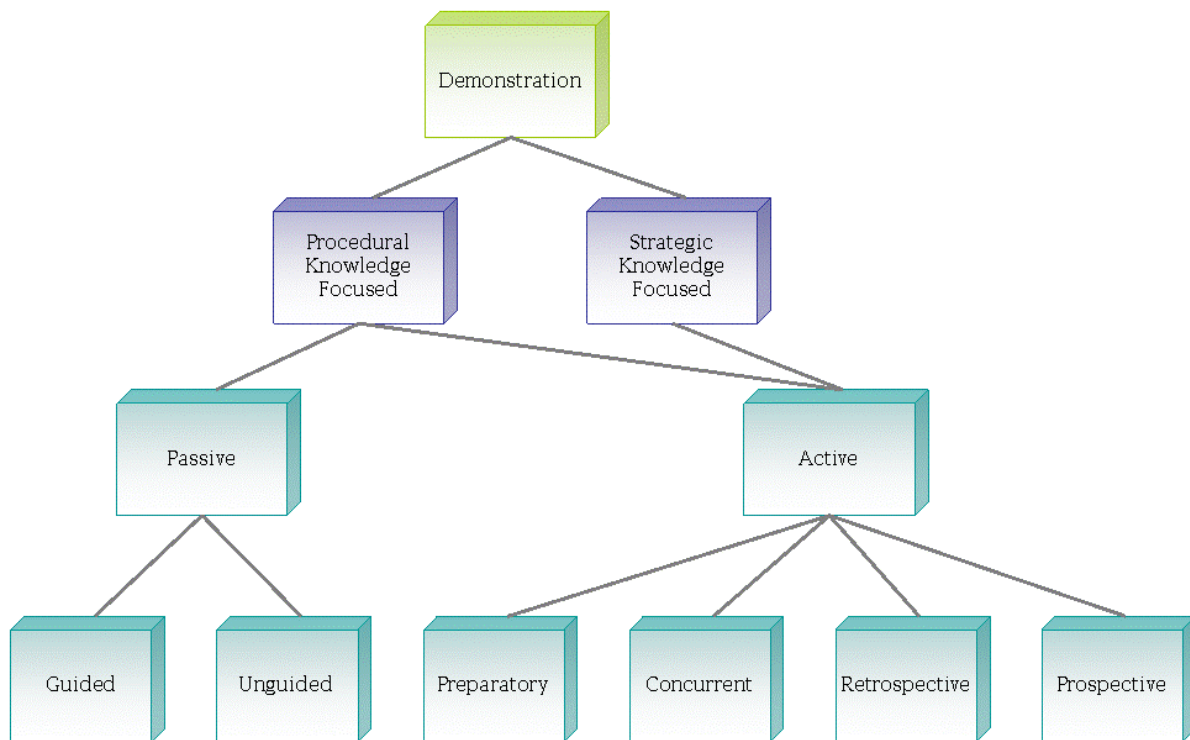 Demonstration
Procedural
Knowledge
Focused
Strategic
Knowledge
Focused
Passive
Active
Guided
Unguided
Preparatory
Concurrent
Retrospective
Prospective